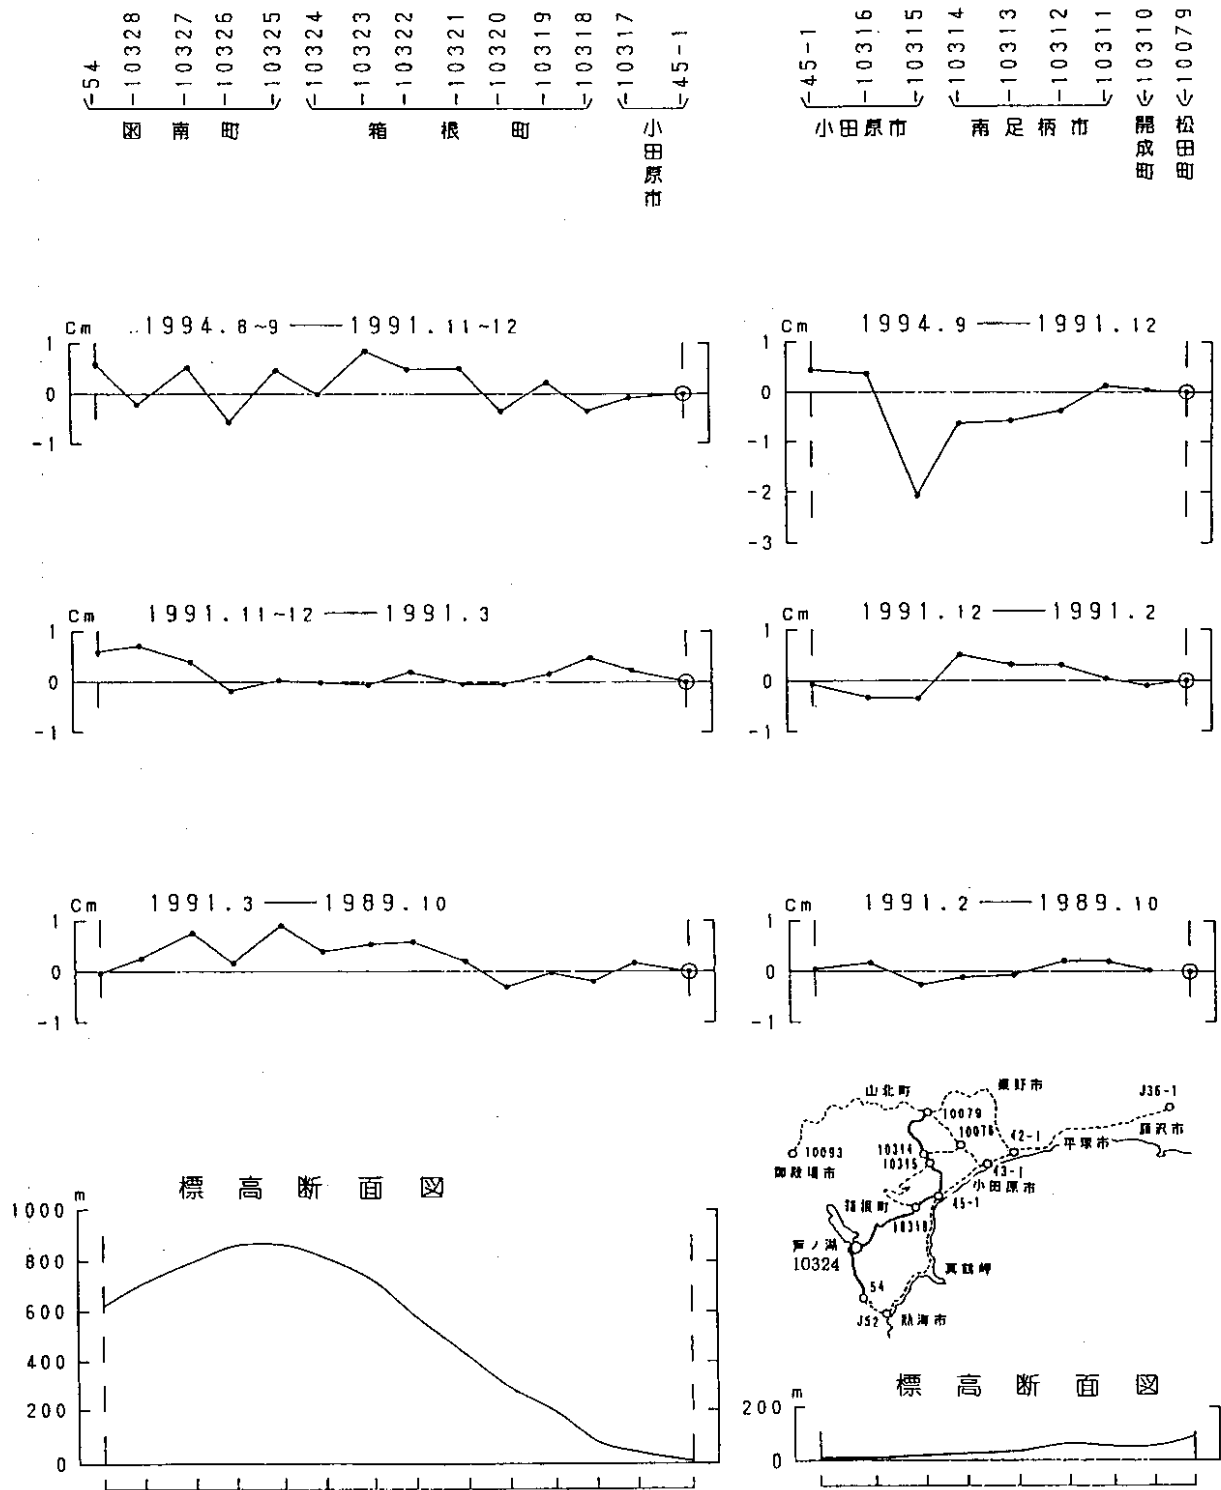 -54
-10328
-10327
-10326
-10325
-10324
-10323
-10322
-10321
-10320
-10319
-10318
-10317
-45-1
函南町
箱根町
小田原市
-45-1
-10316
-10315
-10314
-10313
-10312
-10311
-10310
-10079
小田原市
南足柄市
開成町
松田町
Cm 1994.8~9 —— 1991.11~12
1
0
-1
Cm 1994.9 —— 1991.12
1
0
-1
-2
-3
Cm 1991.11~12 —— 1991.3
1
0
-1
Cm 1991.12 —— 1991.2
1
0
-1
Cm 1991.3 —— 1989.10
1
0
-1
Cm 1991.2 —— 1989.10
1
0
-1
山北町
秦野市
J36-1
10079
10078
42-1
平塚市
藤沢市
10093
10314
10315
御殿場市
43-1
小田原市
箱根町
45-1
10318
芦ノ湖
10324
真鶴岬
54
J52
熱海市
標高断面図
m
1000
800
600
400
200
0
標高断面図
m
200
0